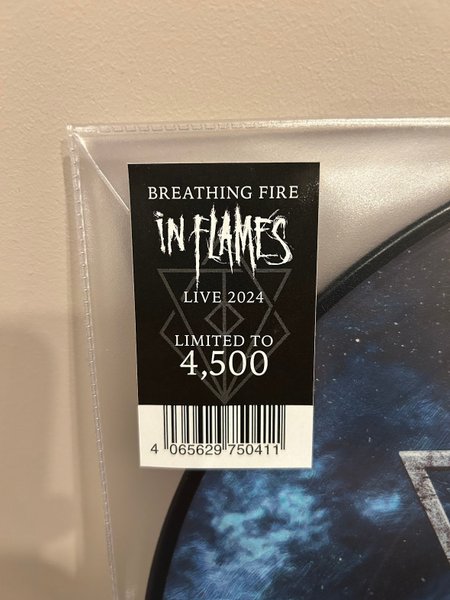 BREATHING FIRE
IN FLAMES
LIVE 2024
LIMITED TO
4,500
4 065629 750411